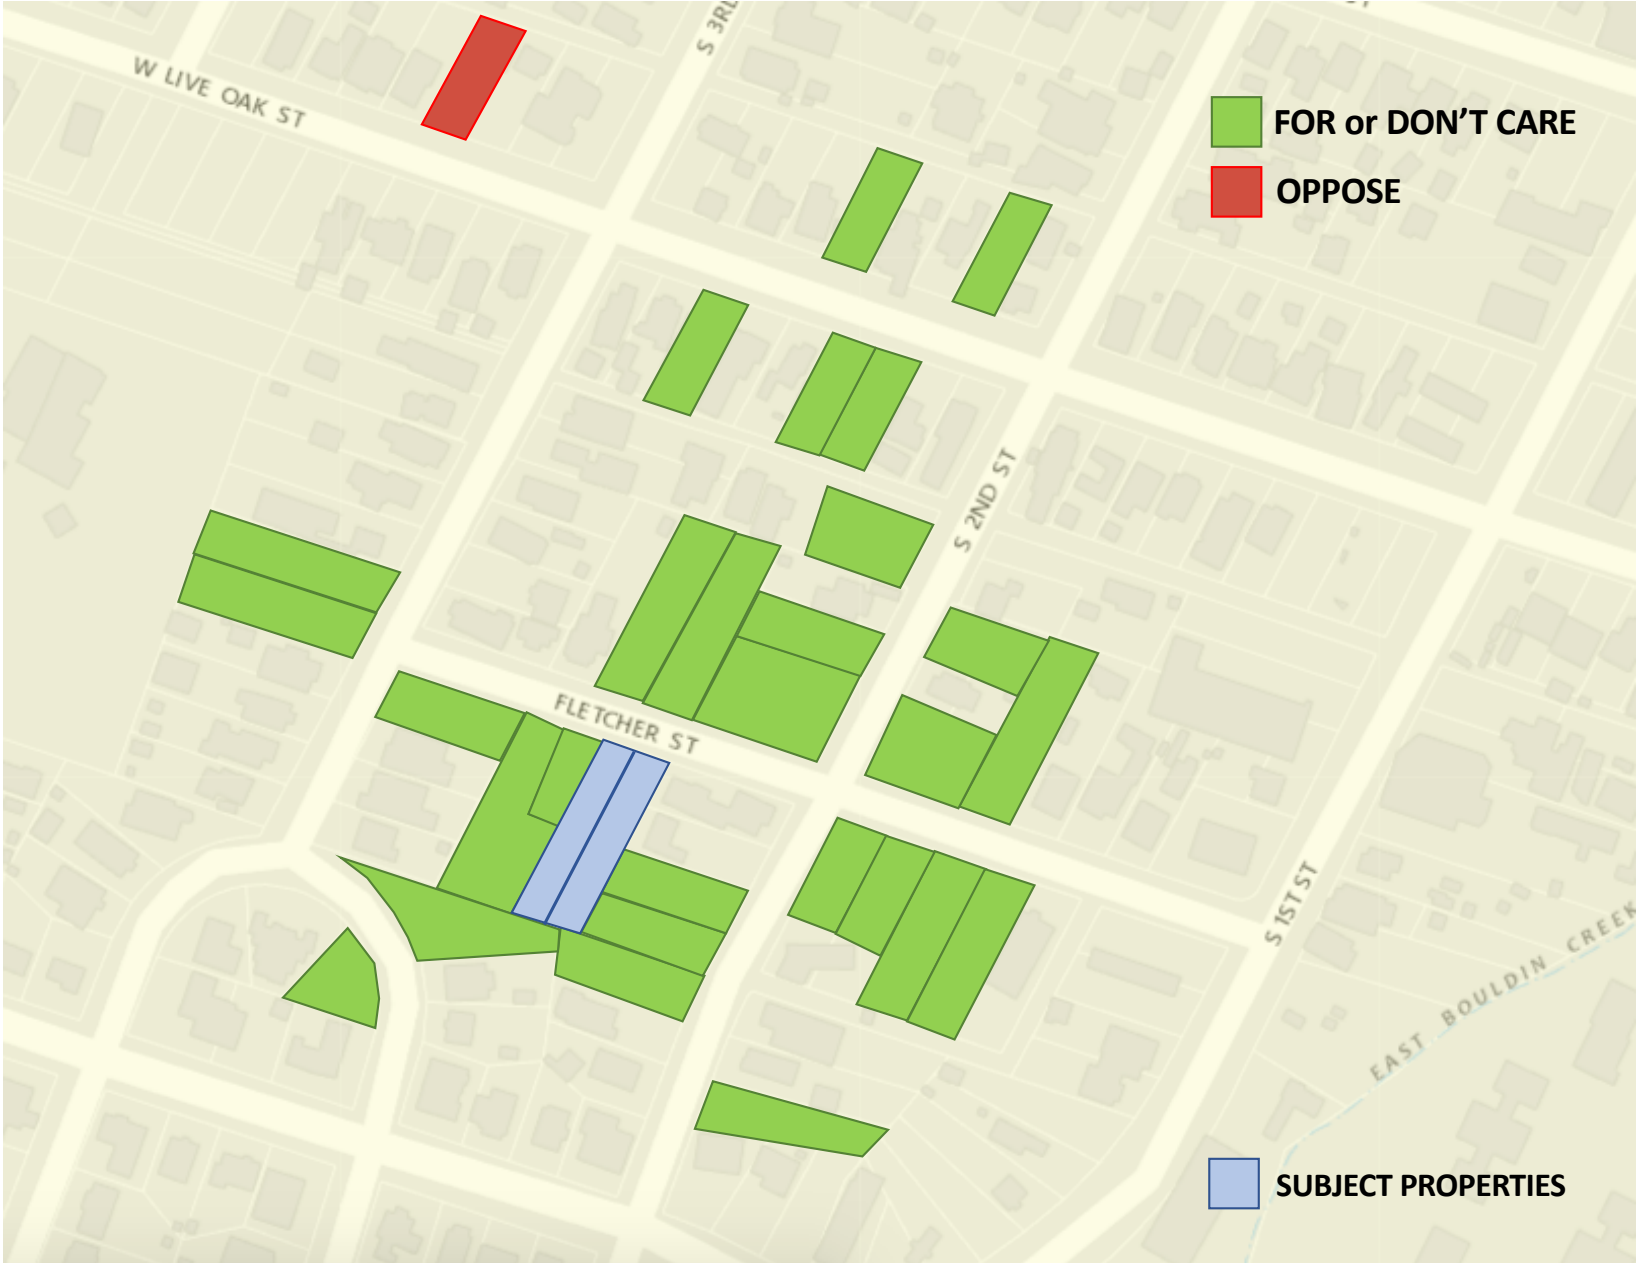 S 3RD
W LIVE OAK ST
FOR or DON'T CARE
OPPOSE
S 2ND ST
FLETCHER ST
S 1ST ST
EAST BOULDIN CREEK
SUBJECT PROPERTIES